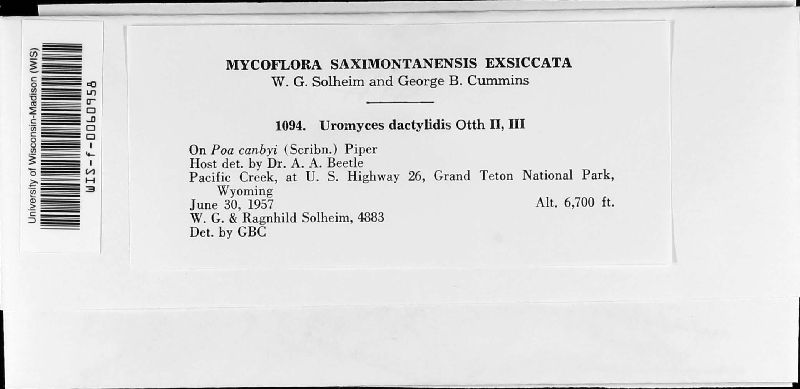 University of Wisconsin-Madison (WIS)
WIS-f-0060958
MYCOFLORA SAXIMONTANENSIS EXSICCATA
W. G. Solheim and George B. Cummins
1094. Uromyces dactylidis Otth II, III
On Poa canbyi (Scribn.) Piper
Host det. by Dr. A. A. Beetle
Pacific Creek, at U. S. Highway 26, Grand Teton National Park,
Wyoming
June 30, 1957 Alt. 6,700 ft.
W. G. & Ragnhild Solheim, 4883
Det. by GBC